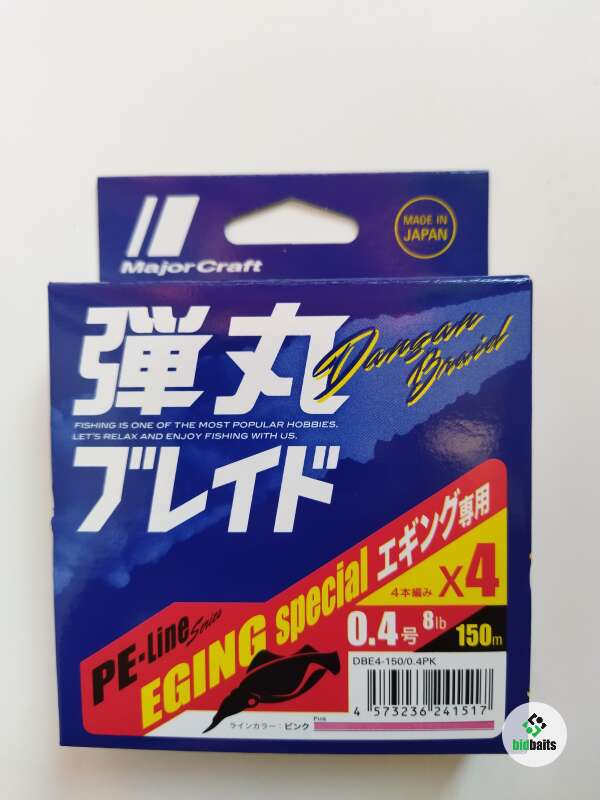 MajorCraft
MADE IN
JAPAN
弾丸
Dangan
Braid
FISHING IS ONE OF THE MOST POPULAR HOBBIES.
LET'S RELAX AND ENJOY FISHING WITH US.
ブレイド
PE-Line Series
EGING special エギング専用
4本編み X4
0.4号 8lb 150m
DBE4-150/0.4PK
4 573236 241517
ラインカラー：ピンク Pink
bidbaits